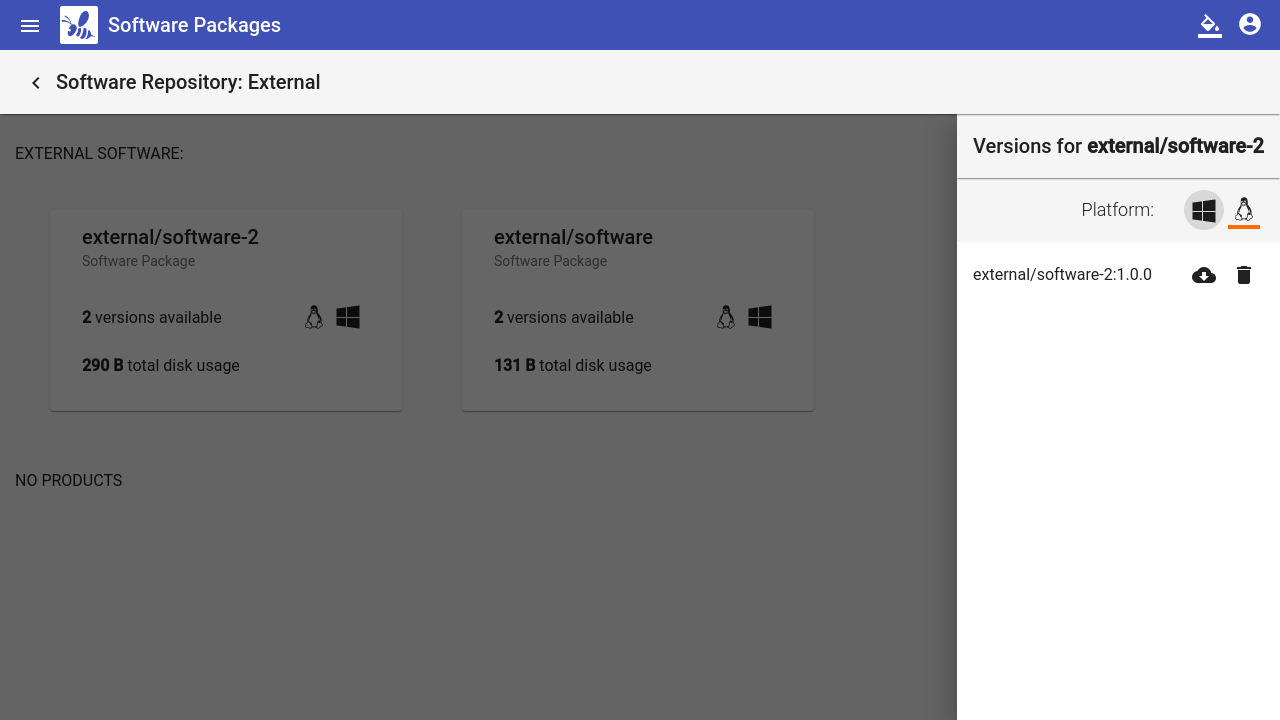 Software Packages
Software Repository: External
EXTERNAL SOFTWARE:
external/software-2
Software Package
2 versions available
290 B total disk usage
external/software
Software Package
2 versions available
131 B total disk usage
NO PRODUCTS
Versions for external/software-2
Platform:
external/software-2:1.0.0